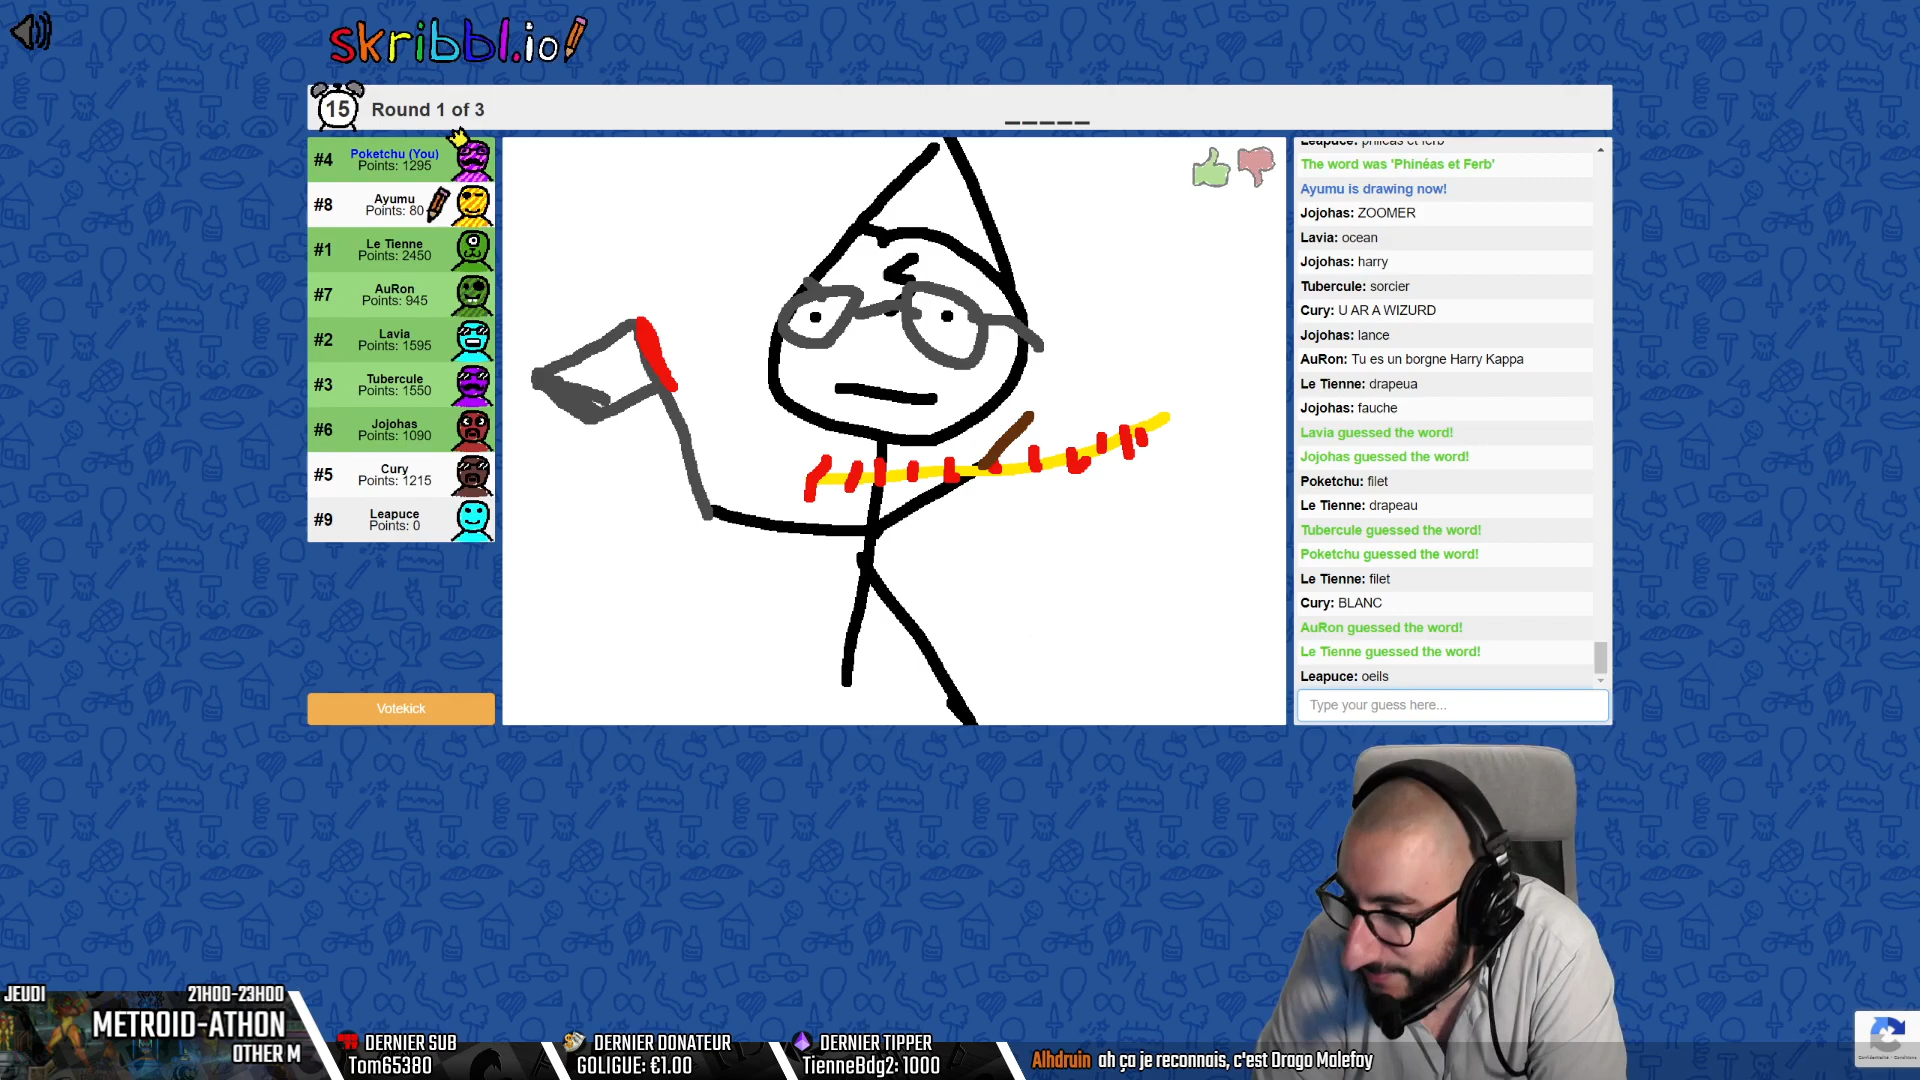 skribbl.io
15
Round 1 of 3
_____
#4
Poketchu (You)
Points: 1295
#8
Ayumu
Points: 80
#1
Le Tienne
Points: 2450
#7
AuRon
Points: 945
#2
Lavia
Points: 1595
#3
Tubercule
Points: 1550
#6
Jojohas
Points: 1090
#5
Cury
Points: 1215
#9
Leapuce
Points: 0
Votekick
The word was 'Phinéas et Ferb'
Ayumu is drawing now!
Jojohas: ZOOMER
Lavia: ocean
Jojohas: harry
Tubercule: sorcier
Cury: U AR A WIZURD
Jojohas: lance
AuRon: Tu es un borgne Harry Kappa
Le Tienne: drapeua
Jojohas: fauche
Lavia guessed the word!
Jojohas guessed the word!
Poketchu: filet
Le Tienne: drapeau
Tubercule guessed the word!
Poketchu guessed the word!
Le Tienne: filet
Cury: BLANC
AuRon guessed the word!
Le Tienne guessed the word!
Leapuce: oells
Type your guess here...
JEUDI
21H00-23H00
METROID-ATHON
OTHER M
DERNIER SUB
Tom65380
DERNIER DONATEUR
GOLIGUE: €1.00
DERNIER TIPPER
TienneBdg2: 1000
Alhdruin ah ça je reconnais, c'est Drago Malefoy